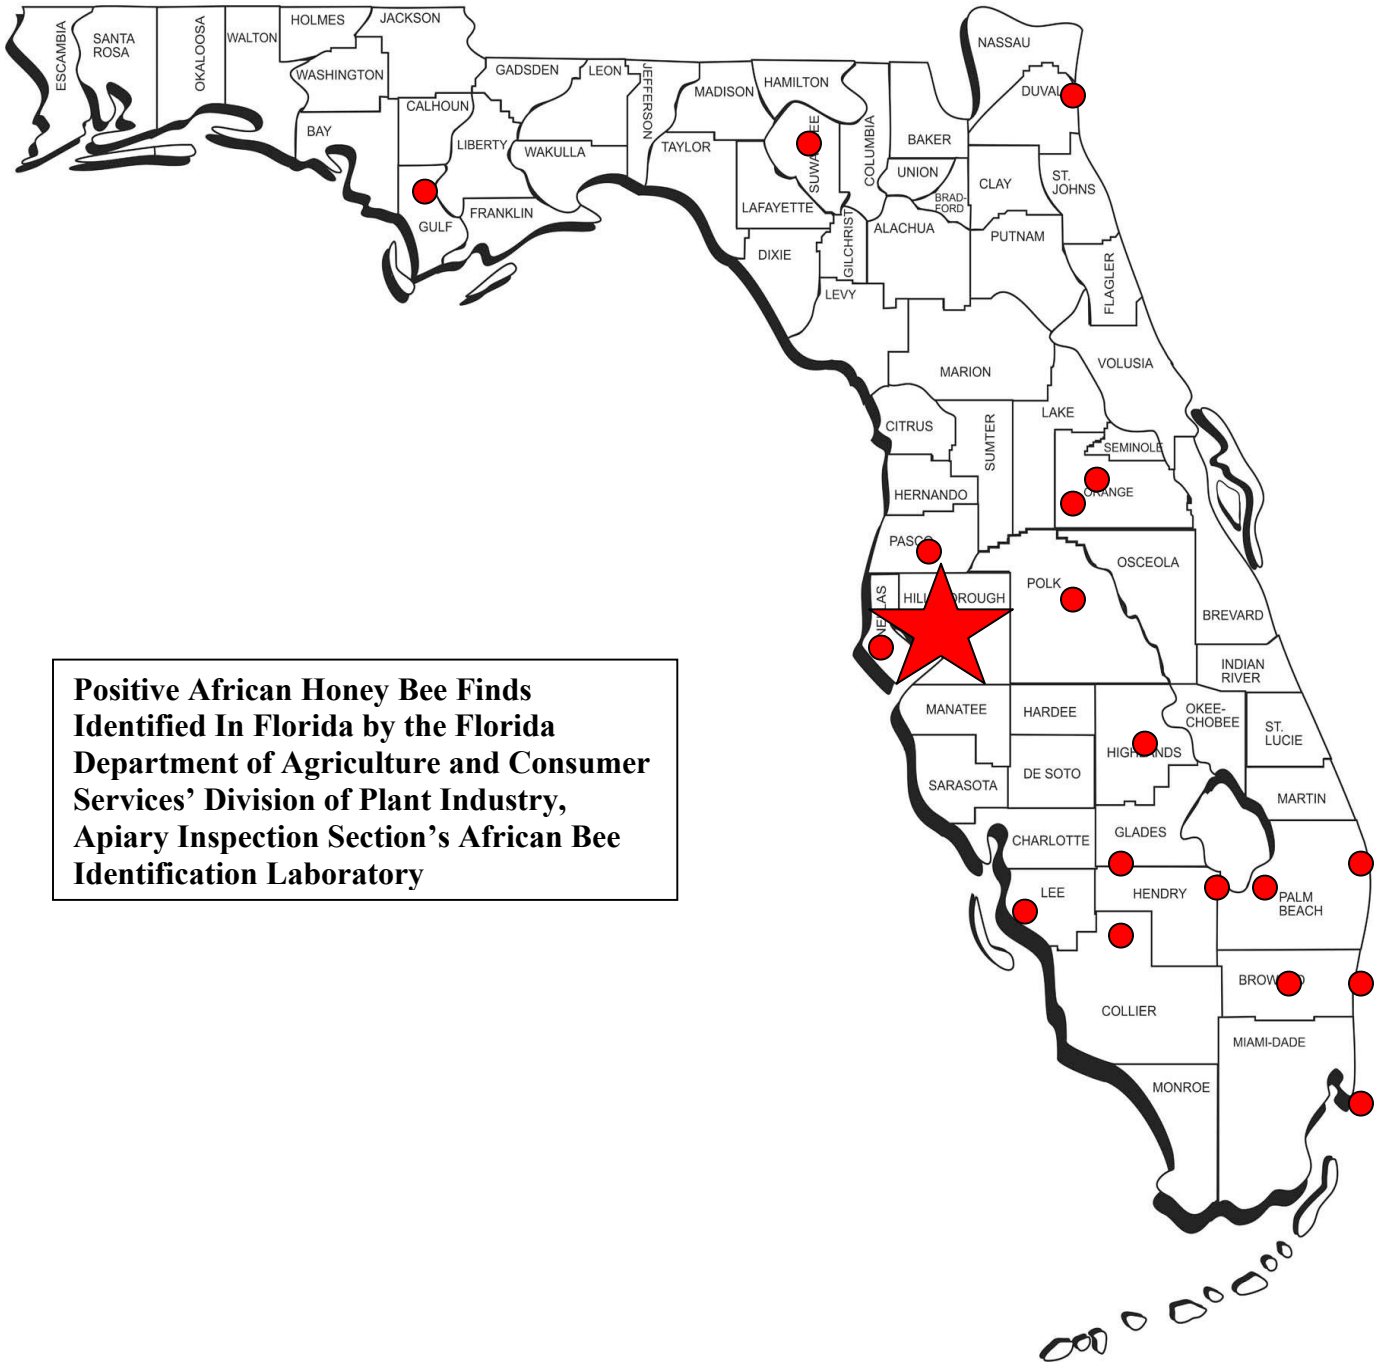 ESCAMBIA
SANTA
ROSA
OKALOOSA
WALTON
HOLMES
JACKSON
WASHINGTON
BAY
CALHOUN
GULF
GADSDEN
LIBERTY
FRANKLIN
LEON
WAKULLA
JEFFERSON
MADISON
TAYLOR
HAMILTON
LAFAYETTE
DIXIE
COLUMBIA
GILCHRIST
LEVY
BAKER
UNION
BRAD-
FORD
ALACHUA
NASSAU
DUVAL
CLAY
ST.
JOHNS
PUTNAM
FLAGLER
VOLUSIA
MARION
CITRUS
SUMTER
LAKE
SEMINOLE
HERNANDO
ORANGE
PASCO
POLK
OSCEOLA
BREVARD
INDIAN
RIVER
MANATEE
HARDEE
OKEE-
CHOBEE
ST.
LUCIE
SARASOTA
DE SOTO
MARTIN
CHARLOTTE
GLADES
LEE
HENDRY
PALM
BEACH
COLLIER
MIAMI-DADE
MONROE
Positive African Honey Bee Finds
Identified In Florida by the Florida
Department of Agriculture and Consumer
Services’ Division of Plant Industry,
Apiary Inspection Section’s African Bee
Identification Laboratory